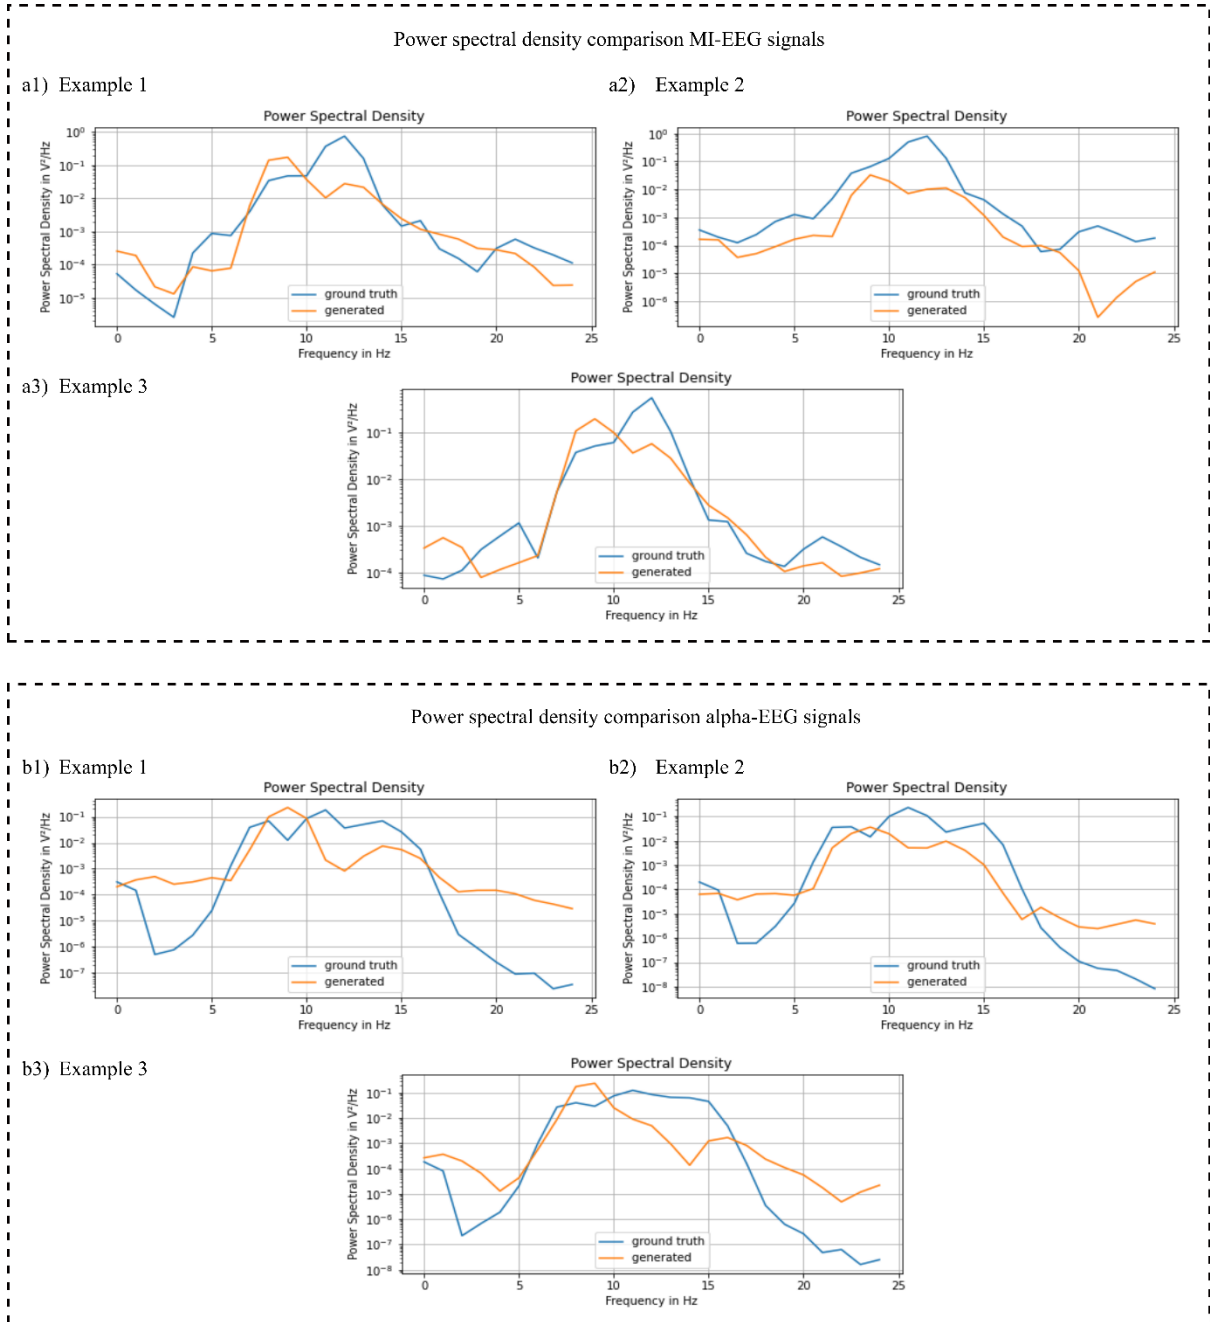 Power spectral density comparison MI-EEG signals
a1) Example 1
a2) Example 2
Power Spectral Density
Power Spectral Density in V²/Hz
10⁰
10⁻¹
10⁻²
10⁻³
10⁻⁴
10⁻⁵
ground truth
generated
0 5 10 15 20 25
Frequency in Hz
Power Spectral Density
Power Spectral Density in V²/Hz
10⁰
10⁻¹
10⁻²
10⁻³
10⁻⁴
10⁻⁵
10⁻⁶
ground truth
generated
0 5 10 15 20 25
Frequency in Hz
a3) Example 3
Power Spectral Density
Power Spectral Density in V²/Hz
10⁻¹
10⁻²
10⁻³
10⁻⁴
ground truth
generated
0 5 10 15 20 25
Frequency in Hz
Power spectral density comparison alpha-EEG signals
b1) Example 1
b2) Example 2
Power Spectral Density
Power Spectral Density in V²/Hz
10⁻¹
10⁻²
10⁻³
10⁻⁴
10⁻⁵
10⁻⁶
10⁻⁷
ground truth
generated
0 5 10 15 20 25
Frequency in Hz
Power Spectral Density
Power Spectral Density in V²/Hz
10⁻¹
10⁻²
10⁻³
10⁻⁴
10⁻⁵
10⁻⁶
10⁻⁷
10⁻⁸
ground truth
generated
0 5 10 15 20 25
Frequency in Hz
b3) Example 3
Power Spectral Density
Power Spectral Density in V²/Hz
10⁻¹
10⁻²
10⁻³
10⁻⁴
10⁻⁵
10⁻⁶
10⁻⁷
10⁻⁸
ground truth
generated
0 5 10 15 20 25
Frequency in Hz